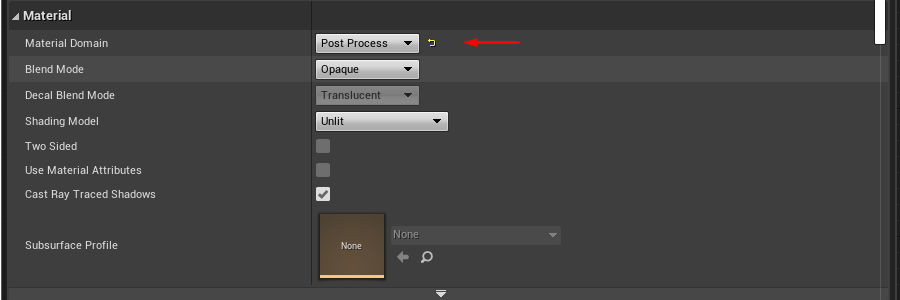 Material
Material Domain Post Process
Blend Mode Opaque
Decal Blend Mode Translucent
Shading Model Unlit
Two Sided
Use Material Attributes
Cast Ray Traced Shadows
Subsurface Profile None None